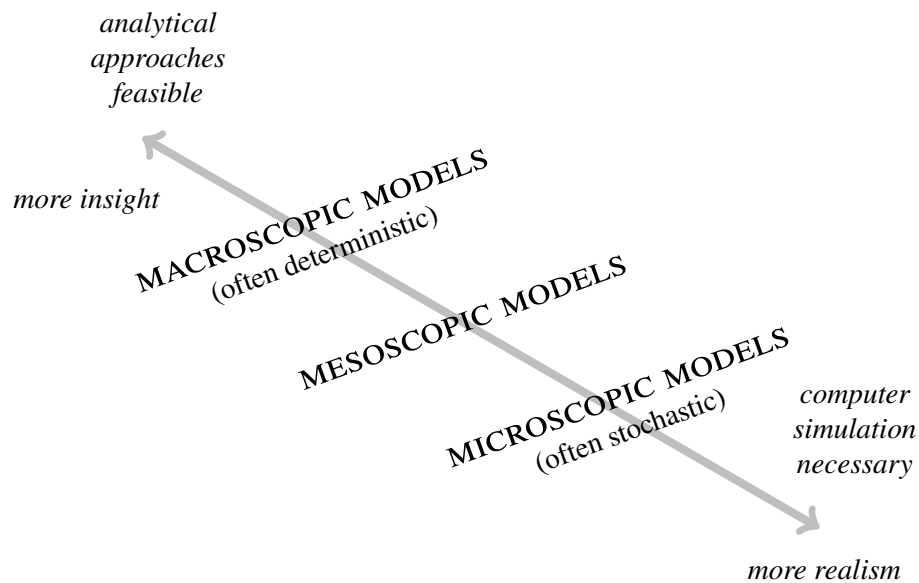 analytical
approaches
feasible
more insight
MACROSCOPIC MODELS
(often deterministic)
MESOSCOPIC MODELS
MICROSCOPIC MODELS
(often stochastic)
computer
simulation
necessary
more realism